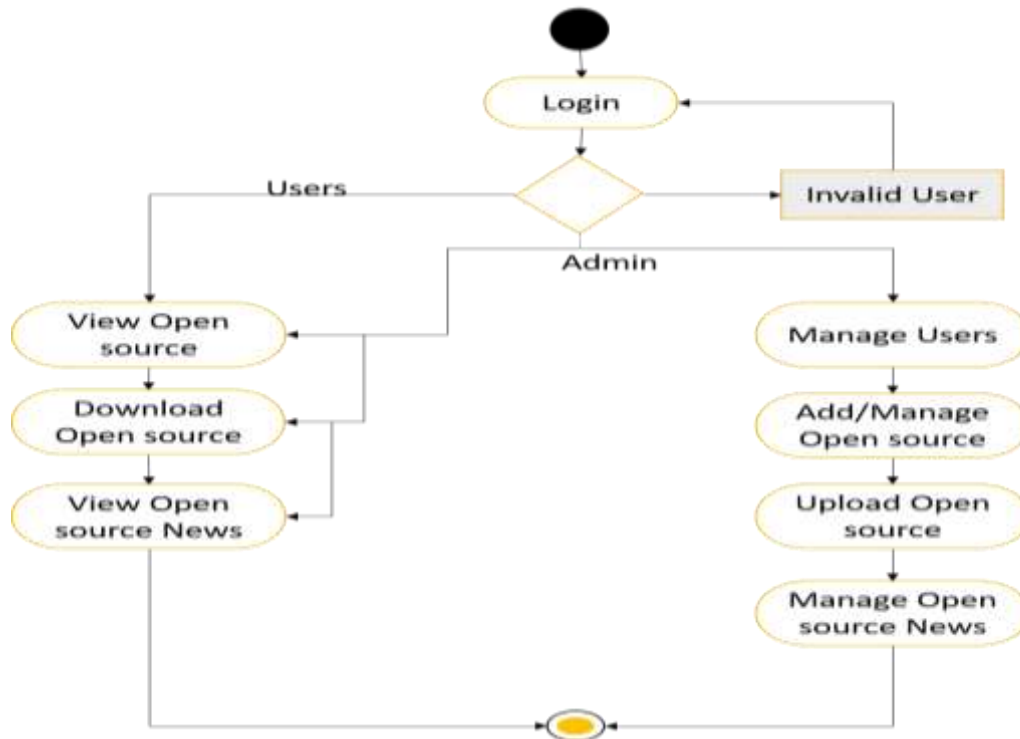 Login
Users
Invalid User
Admin
View Open
source
Download
Open source
View Open
source News
Manage Users
Add/Manage
Open source
Upload Open
source
Manage Open
source News